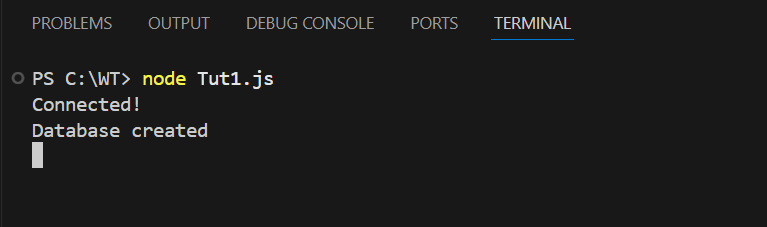 PROBLEMS OUTPUT DEBUG CONSOLE PORTS TERMINAL
PS C:\WT> node Tut1.js
Connected!
Database created